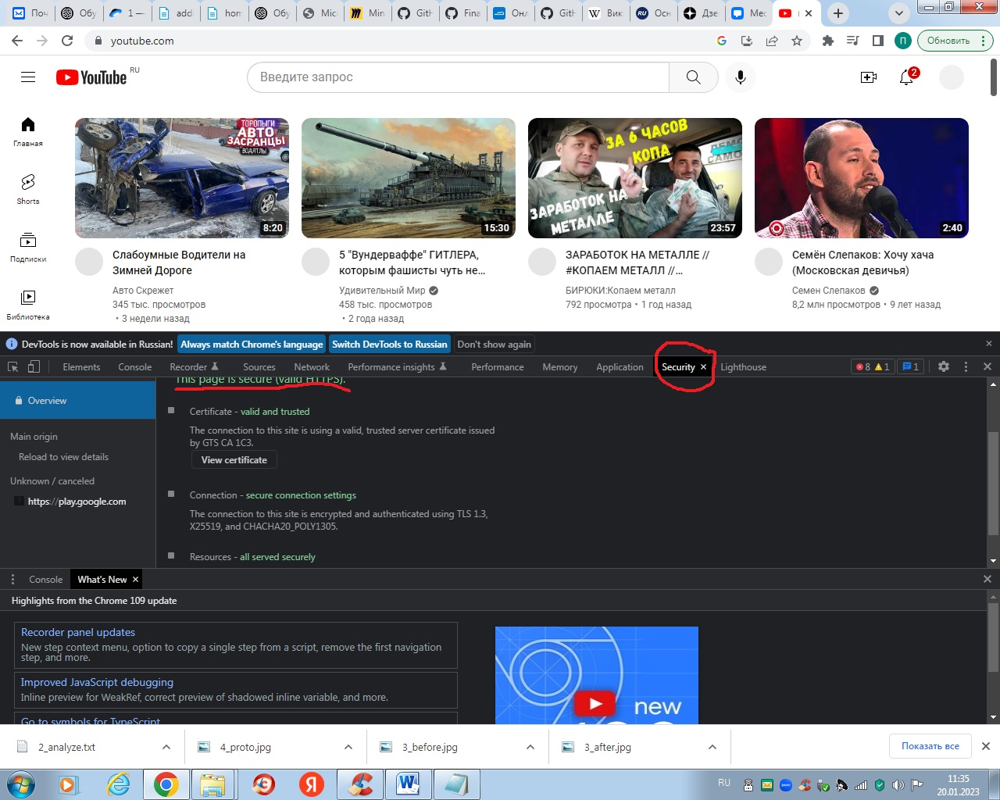 Поч
Обу
1 —
add
hom
Обу
Mic
Min
GitH
Fina
Онл
GitH
Вик
RU
Осн
Дзе
Мес
youtube.com
П
Обновить
YouTube RU
Введите запрос
2
Главная
Shorts
Подписки
Библиотека
ТОРОПЫГИ
АВТО
ЗАСРАНЦЫ
ВОДЯТЛЫ
8:20
15:30
ЗА 6 ЧАСОВ
КОПА
ЗАРАБОТОК НА
МЕТАЛЛЕ
23:57
2:40
Слабоумные Водители на
Зимней Дороге
Авто Скрежет
345 тыс. просмотров
• 3 недели назад
5 "Вундерваффе" ГИТЛЕРА,
которым фашисты чуть не...
Удивительный Мир
458 тыс. просмотров
• 2 года назад
ЗАРАБОТОК НА МЕТАЛЛЕ //
#КОПАЕМ МЕТАЛЛ //...
БИРЮКИ:Копаем металл
792 просмотра • 1 год назад
Семён Слепаков: Хочу хача
(Московская девичья)
Семен Слепаков
8,2 млн просмотров • 9 лет назад
DevTools is now available in Russian!
Always match Chrome's language
Switch DevTools to Russian
Don't show again
Elements
Console
Recorder
Sources
Network
Performance insights
Performance
Memory
Application
Security
Lighthouse
8
1
1
Overview
Main origin
Reload to view details
Unknown / canceled
https://play.google.com
This page is secure (valid HTTPS).
Certificate - valid and trusted
The connection to this site is using a valid, trusted server certificate issued
by GTS CA 1C3.
View certificate
Connection - secure connection settings
The connection to this site is encrypted and authenticated using TLS 1.3,
X25519, and CHACHA20_POLY1305.
Resources - all served securely
Console
What's New
Highlights from the Chrome 109 update
Recorder panel updates
New step context menu, option to copy a single step from a script, remove the first navigation
step, and more.
Improved JavaScript debugging
Inline preview for WeakRef, correct preview of shadowed inline variable, and more.
Go to symbols for TypeScript
new
2_analyze.txt
4_proto.jpg
3_before.jpg
3_after.jpg
Показать все
Я
RU
11:35
20.01.2023